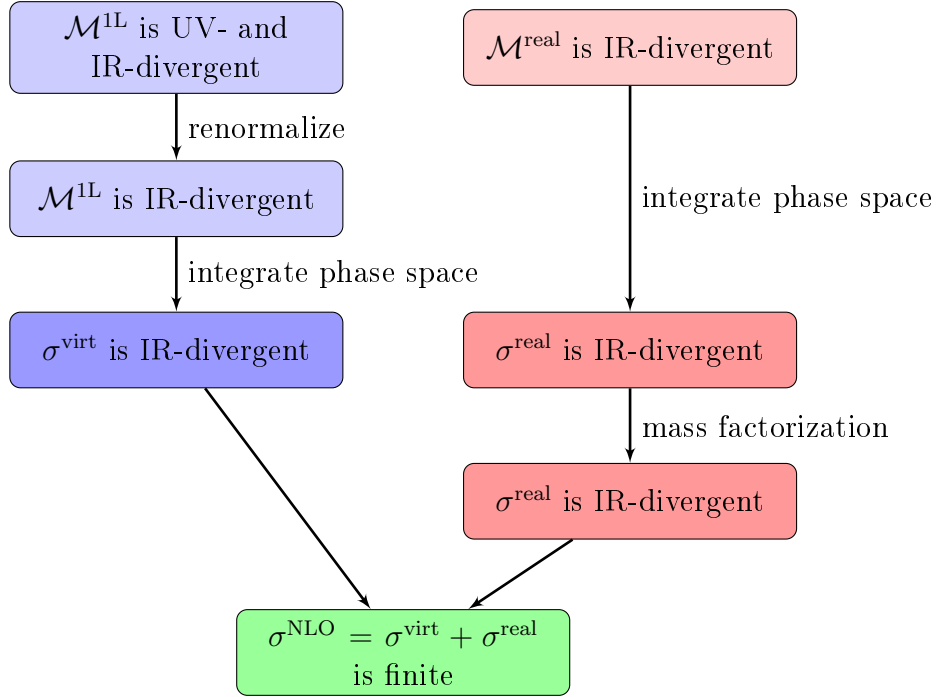 𝓜^1L is UV- and
IR-divergent
renormalize
𝓜^1L is IR-divergent
integrate phase space
σ^virt is IR-divergent
𝓜^real is IR-divergent
integrate phase space
σ^real is IR-divergent
mass factorization
σ^real is IR-divergent
σ^NLO = σ^virt + σ^real
is finite